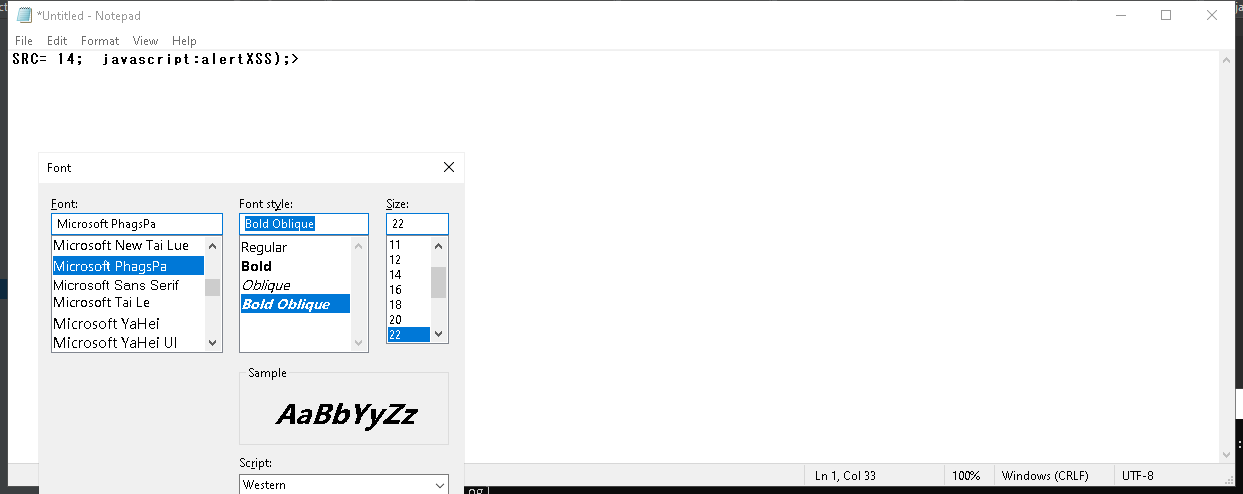 *Untitled - Notepad
File Edit Format View Help
SRC= 14;  javascript:alertXSS);>
Font
Font: Font style: Size:
Microsoft PhagsPa Bold Oblique 22
Microsoft New Tai Lue Regular 11
Microsoft PhagsPa Bold 12
Microsoft Sans Serif Oblique 14
Microsoft Tai Le Bold Oblique 16
Microsoft YaHei 18
Microsoft YaHei UI 20
22
Sample
AaBbYyZz
Script:
Western
Ln 1, Col 33 100% Windows (CRLF) UTF-8